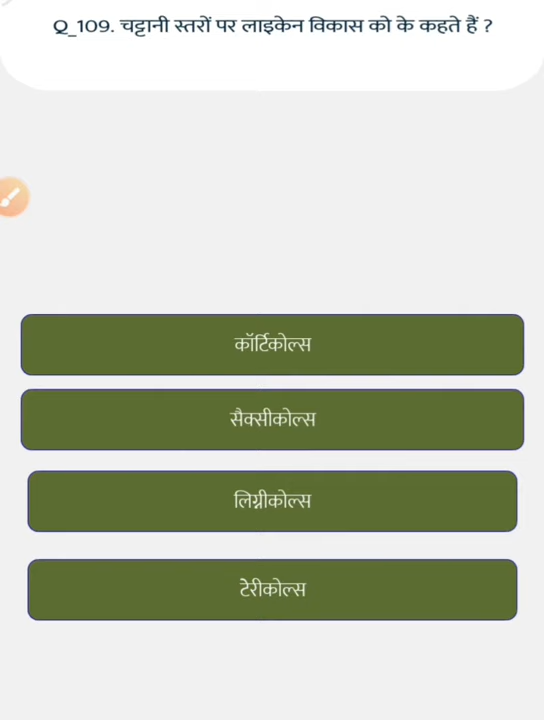 Q_109. चट्टानी स्तरों पर लाइकेन विकास को के कहते हैं ?
कॉर्टिकोल्स
सैक्सीकोल्स
लिग्नीकोल्स
टेरीकोल्स